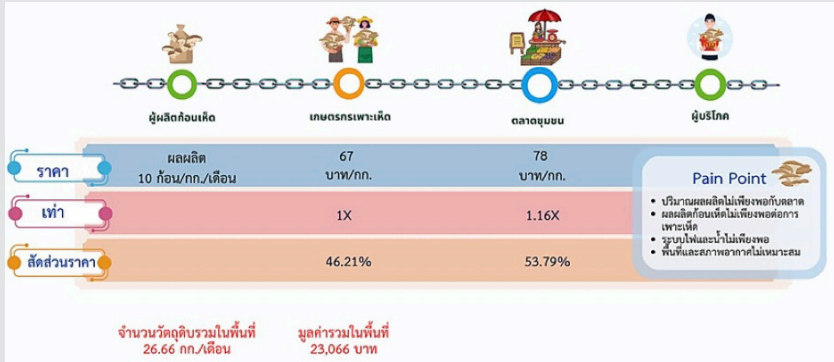 ผู้ผลิตก้อนเห็ด
เกษตรกรเพาะเห็ด
ตลาดชุมชน
ผู้บริโภค
ราคา
ผลผลิต
10 ก้อน/กก./เดือน
67
บาท/กก.
78
บาท/กก.
เท่า
1X
1.16X
สัดส่วนราคา
46.21%
53.79%
Pain Point
• ปริมาณผลผลิตไม่เพียงพอกับตลาด
• ผลผลิตก้อนเห็ดไม่เพียงพอต่อการ
เพาะเห็ด
• ระบบไฟและน้ำไม่เพียงพอ
• พื้นที่และสภาพอากาศไม่เหมาะสม
จำนวนวัตถุดิบรวมในพื้นที่
26.66 กก./เดือน
มูลค่ารวมในพื้นที่
23,066 บาท